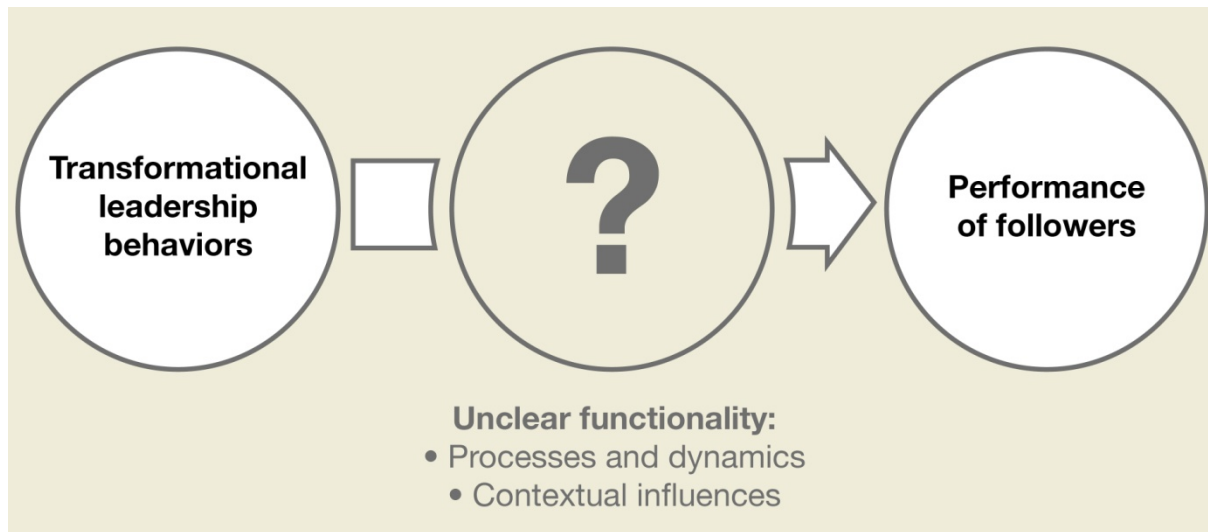 Transformational
leadership
behaviors
?
Performance
of followers
Unclear functionality:
• Processes and dynamics
• Contextual influences